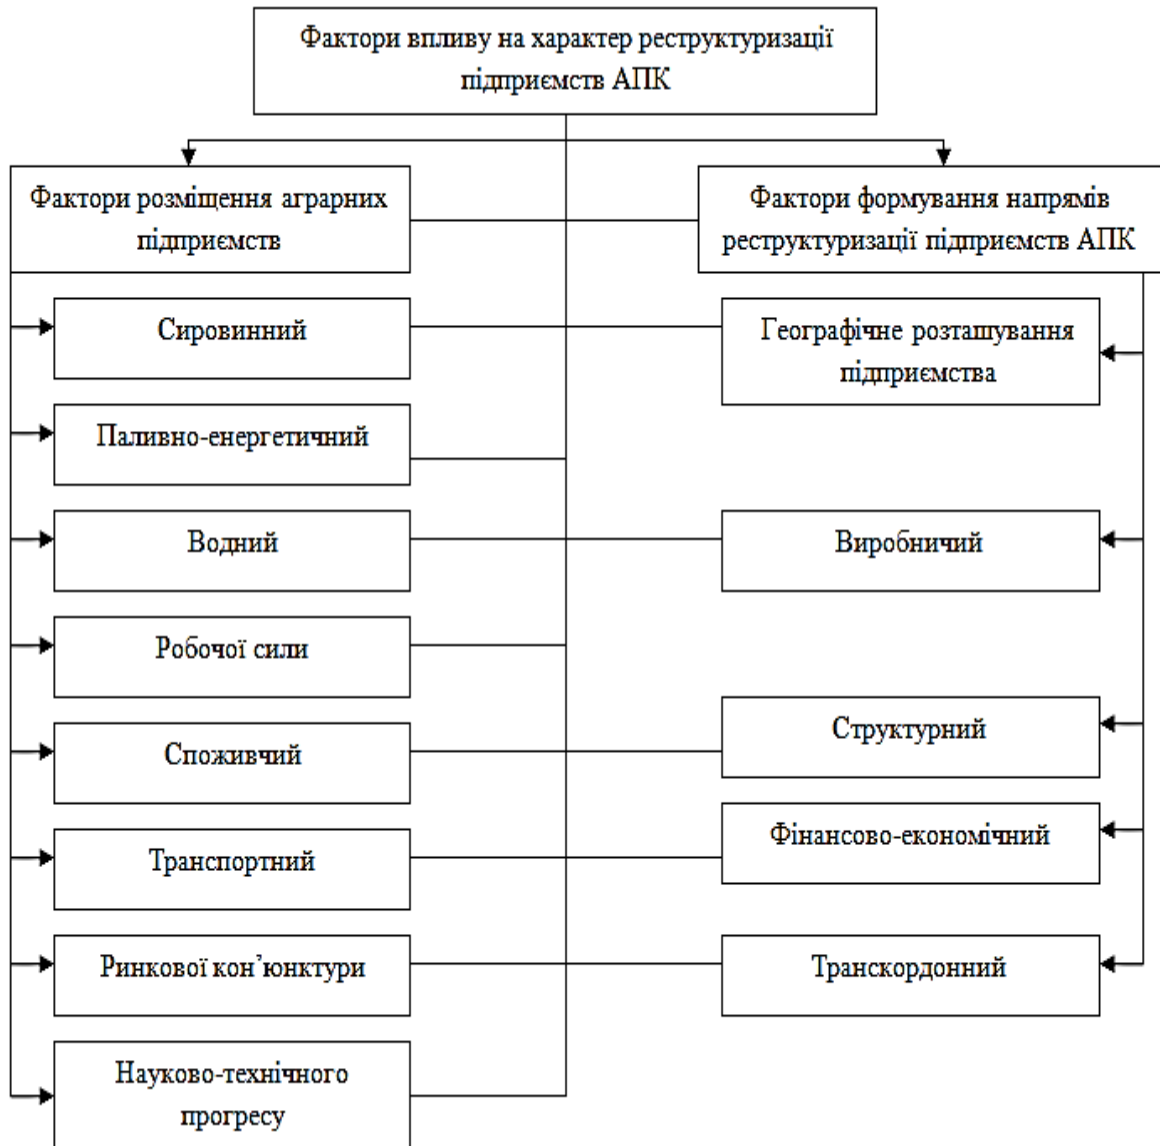 Фактори впливу на характер реструктуризації
підприємств АПК
Фактори розміщення аграрних
підприємств
Фактори формування напрямів
реструктуризації підприємств АПК
Сировинний
Паливно-енергетичний
Водний
Робочої сили
Споживчий
Транспортний
Ринкової кон’юнктури
Науково-технічного
прогресу
Географічне розташування
підприємства
Виробничий
Структурний
Фінансово-економічний
Транскордонний